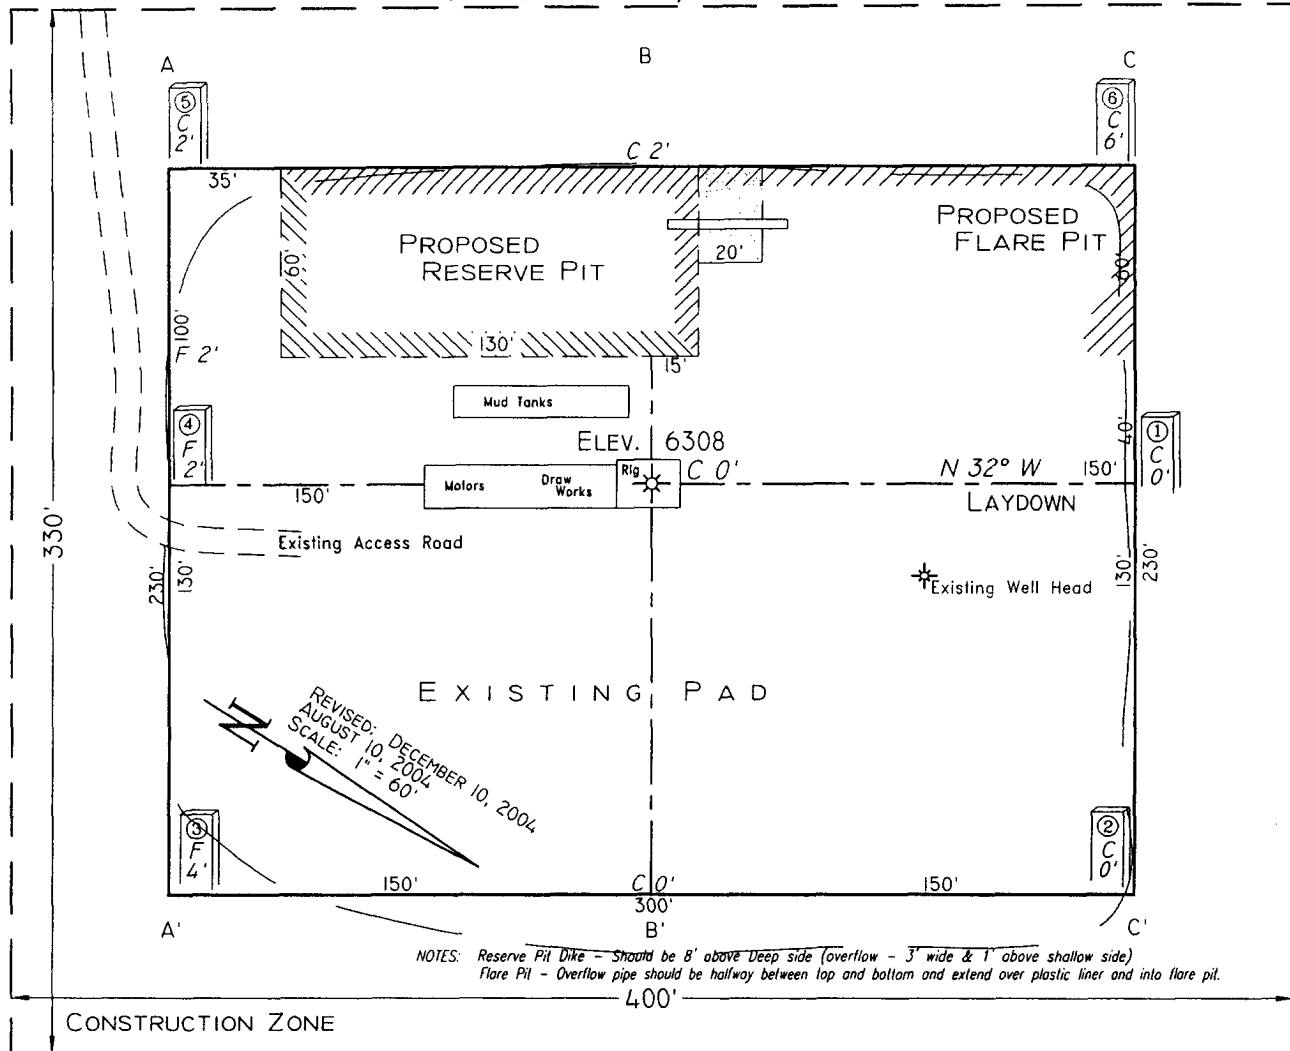 A
B
C
⑤
C
2'
⑥
C
6'
C 2'
35'
PROPOSED
RESERVE PIT
60'
20'
PROPOSED
FLARE PIT
60'
100'
F 2'
130'
15'
Mud Tanks
④
F
2'
ELEV. 6308
Rig
C 0'
Motors
Draw
Works
150'
N 32° W
LAYDOWN
40'
150'
①
C
0'
330'
Existing Access Road
230'
130'
Existing Well Head
130'
230'
EXISTING PAD
N
REVISED: DECEMBER 10, 2004
AUGUST 10, 2004
SCALE: 1" = 60'
③
F
4'
②
C
0'
150'
C 0'
150'
300'
A'
B'
C'
NOTES: Reserve Pit Dike - Should be 8' above Deep side (overflow - 3' wide & 1' above shallow side)
Flare Pit - Overflow pipe should be halfway between top and bottom and extend over plastic liner and into flare pit.
400'
CONSTRUCTION ZONE